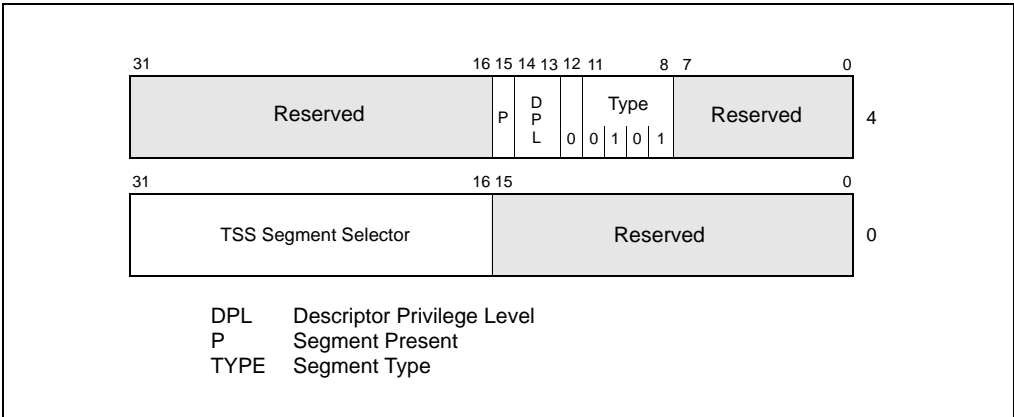 31 16 15 14 13 12 11 8 7 0
Reserved P DPL Type Reserved 4
0 0 1 0 1
31 16 15 0
TSS Segment Selector Reserved 0
DPL Descriptor Privilege Level
P Segment Present
TYPE Segment Type